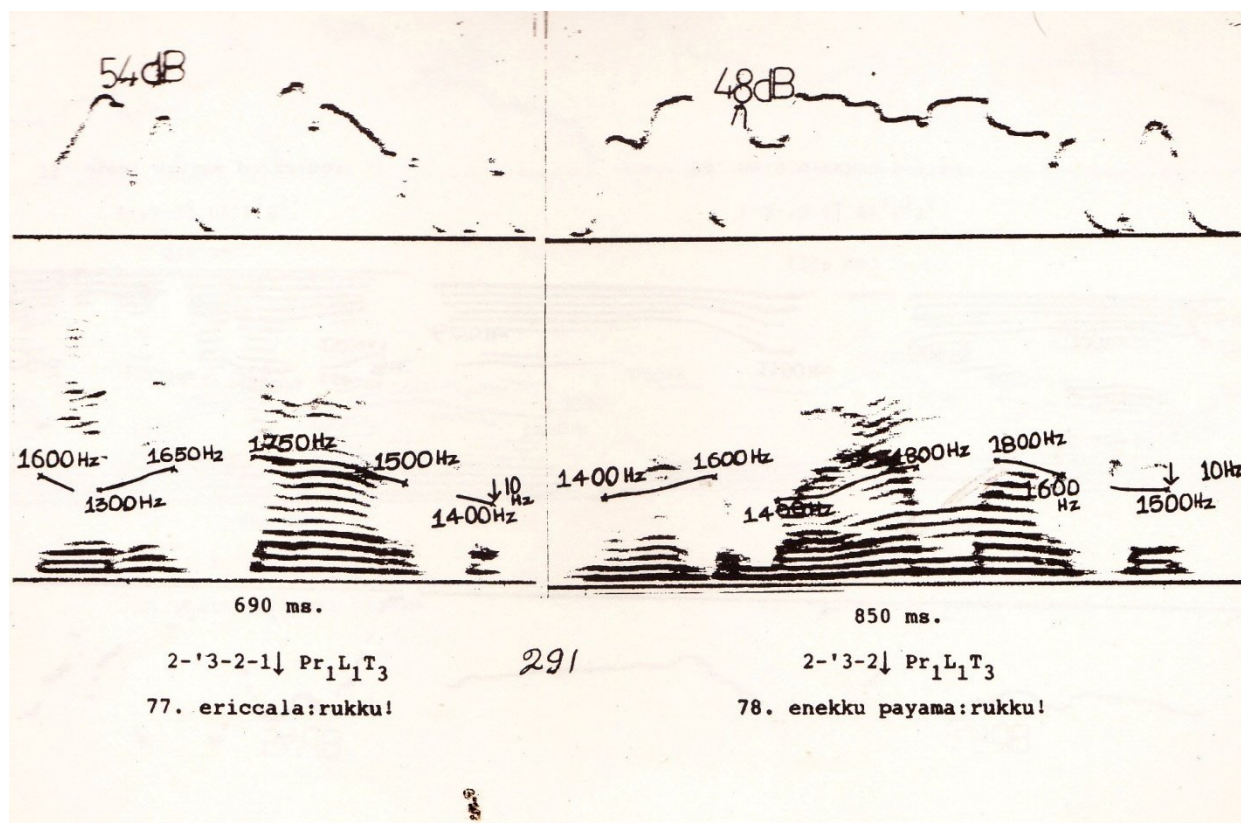 54dB
48dB
1600Hz
1300Hz
1650Hz
1750Hz
1500Hz
1400Hz
10 Hz
1400Hz
1600Hz
1400Hz
1800Hz
1800Hz
1600 Hz
1500Hz
10Hz
690 ms.
850 ms.
2-'3-2-1↓ Pr₁L₁T₃
291
2-'3-2↓ Pr₁L₁T₃
77. ericcala:rukku!
78. enekku payama:rukku!